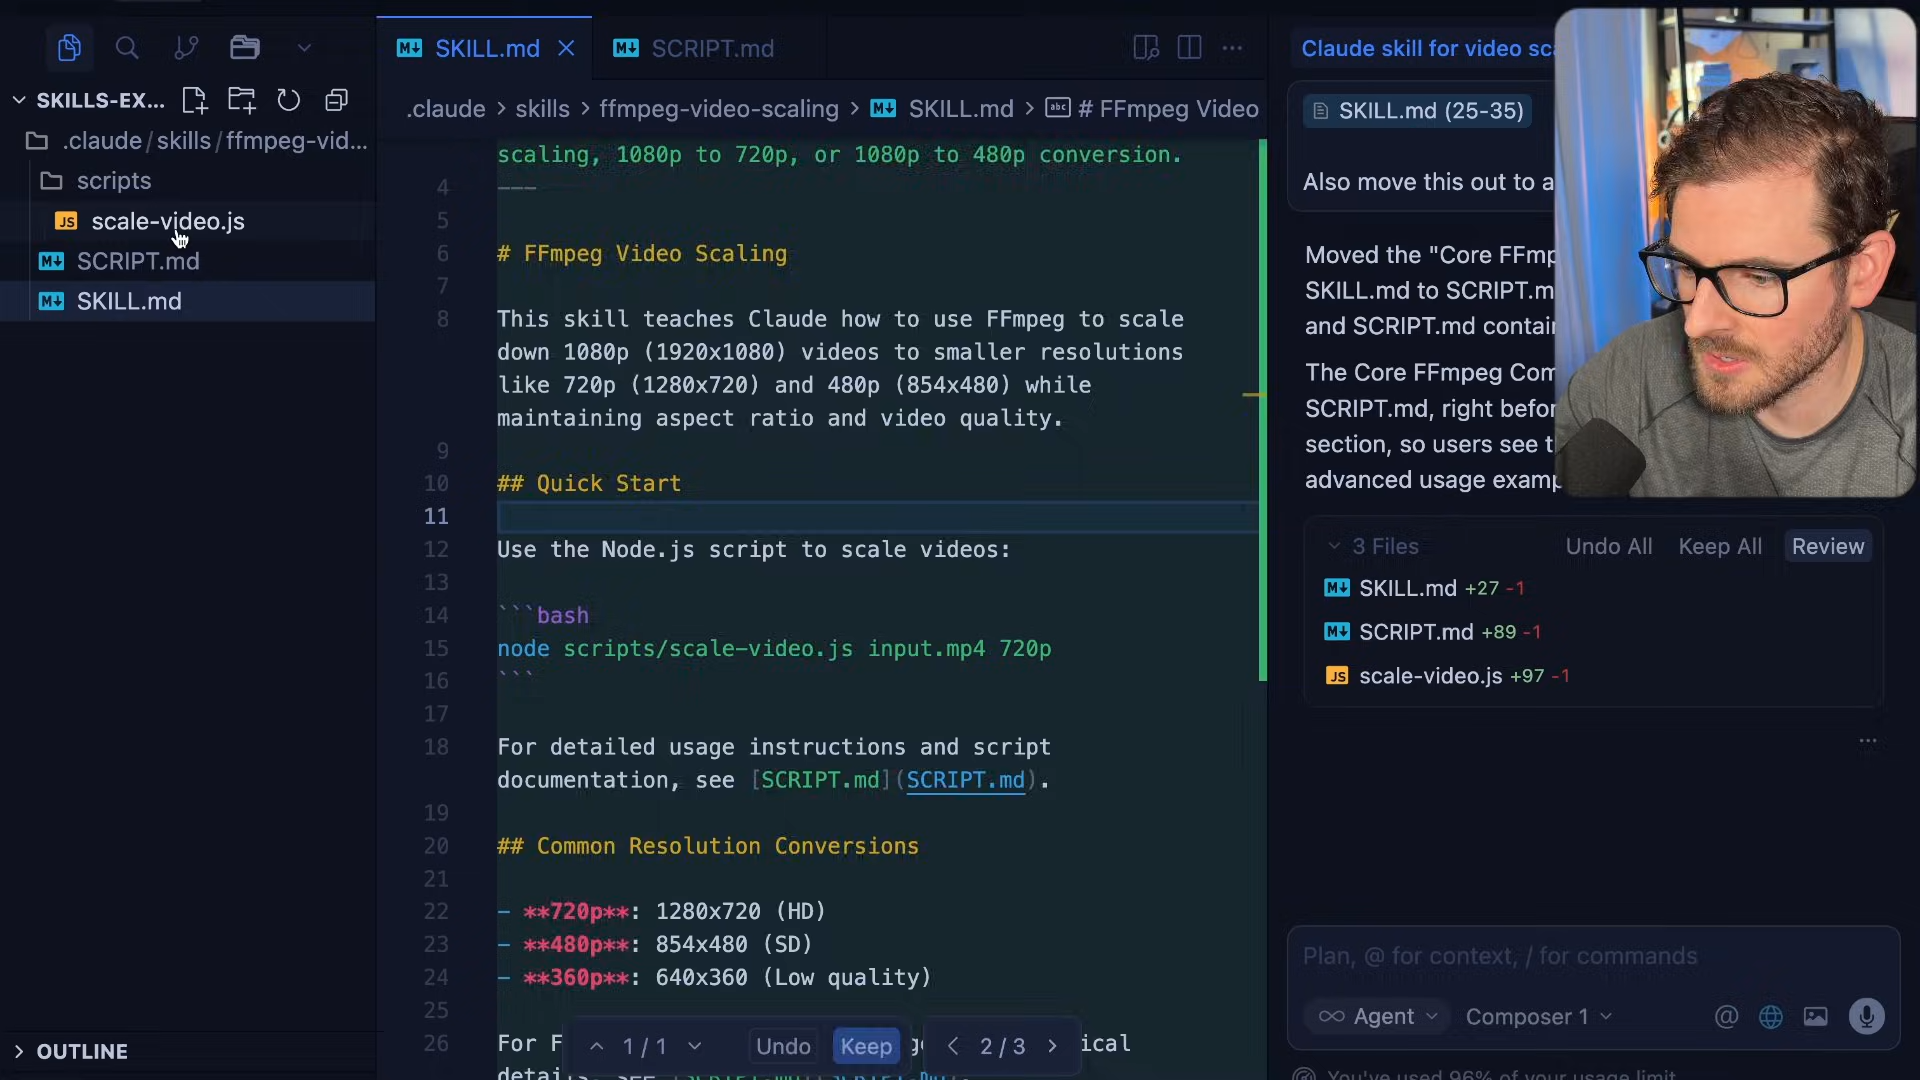 SKILLS-EX...
.claude/skills/ffmpeg-vid...
scripts
JS scale-video.js
M↓ SCRIPT.md
M↓ SKILL.md
OUTLINE
M↓ SKILL.md
M↓ SCRIPT.md
.claude > skills > ffmpeg-video-scaling > M↓ SKILL.md > abc # FFmpeg Video
scaling, 1080p to 720p, or 1080p to 480p conversion.
4 ---
5
6 # FFmpeg Video Scaling
7
8 This skill teaches Claude how to use FFmpeg to scale
down 1080p (1920x1080) videos to smaller resolutions
like 720p (1280x720) and 480p (854x480) while
maintaining aspect ratio and video quality.
9
10 ## Quick Start
11
12 Use the Node.js script to scale videos:
13
14 ```bash
15 node scripts/scale-video.js input.mp4 720p
16 ```
17
18 For detailed usage instructions and script
documentation, see [SCRIPT.md](SCRIPT.md).
19
20 ## Common Resolution Conversions
21
22 - **720p**: 1280x720 (HD)
23 - **480p**: 854x480 (SD)
24 - **360p**: 640x360 (Low quality)
25
26 For
1 / 1
Undo
Keep
2 / 3
Claude skill for video
SKILL.md (25-35)
Also move this out to
Moved the "Core
SKILL.md to
and SCRIPT.md
The Core FFmpeg
SCRIPT.md, right
section, so users see
advanced usage
3 Files
Undo All
Keep All
Review
M↓ SKILL.md +27 -1
M↓ SCRIPT.md +89 -1
JS scale-video.js +97 -1
Plan, @ for context, / for commands
Agent
Composer 1
You've used 96% of your usage limit